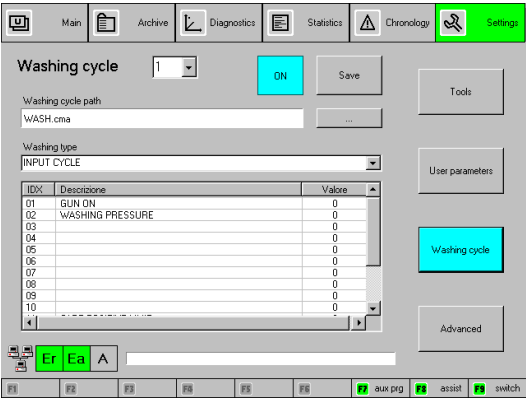 Main Archive Diagnostics Statistics Chronology Settings
Washing cycle 1 ON Save
Tools
Washing cycle path
WASH.cma ...
Washing type
INPUT CYCLE
User parameters
IDX Descrizione Valore
01 GUN ON 0
02 WASHING PRESSURE 0
03 0
04 0
05 0
06 0
07 0
08 0
09 0
10 0
Washing cycle
Advanced
Er Ea A
F1 F2 F3 F4 F5 F6 F7 aux prg F8 assist F9 switch